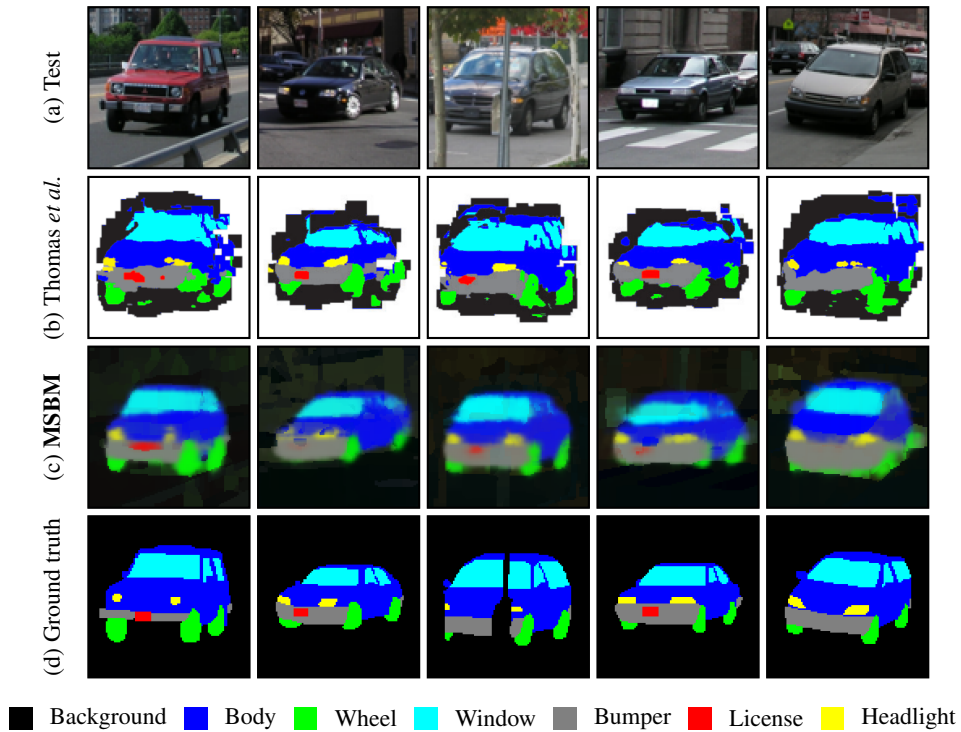 (a) Test
(b) Thomas et al.
(c) MSBM
(d) Ground truth
Background Body Wheel Window Bumper License Headlight